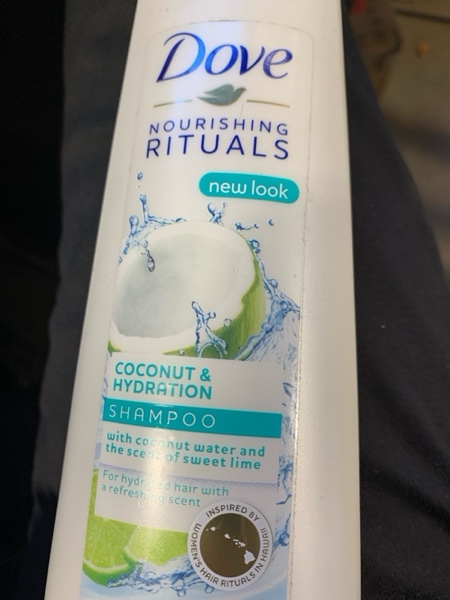 Dove
NOURISHING
RITUALS
new look
COCONUT &
HYDRATION
SHAMPOO
with coconut water and
the scent of sweet lime
For hydrated hair with
a refreshing scent
INSPIRED BY
WOMEN'S HAIR RITUALS IN HAWAII